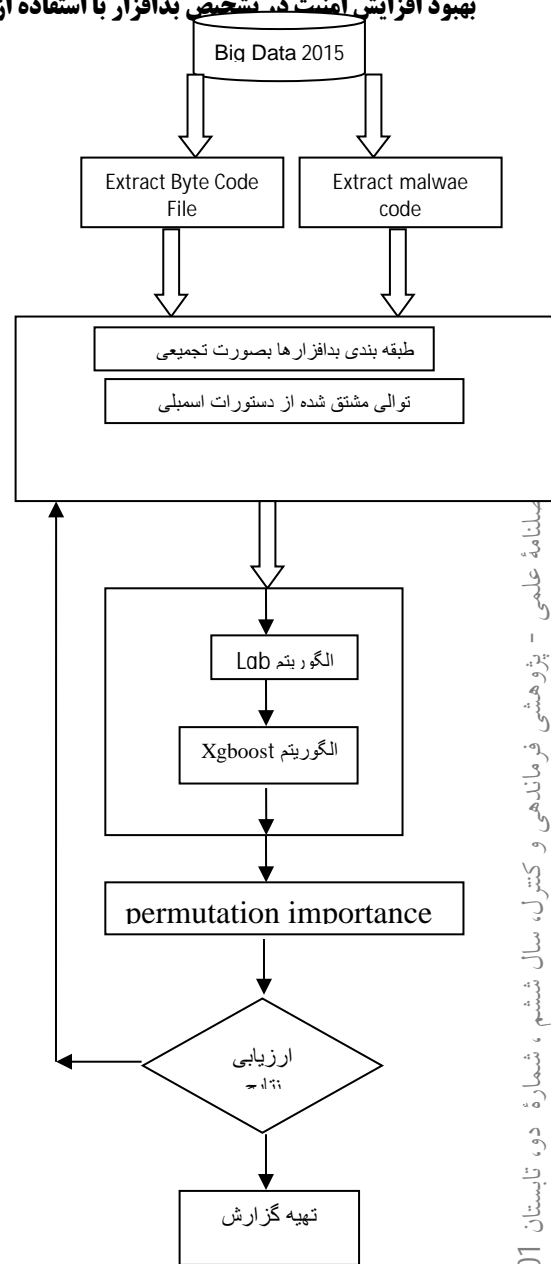 بهبود افزایش امنیت در تشخیص بدافزار با استفاده از
Big Data 2015
Extract Byte Code
File
Extract malwae
code
طبقه بندی بدافزارها بصورت تجمیعی
توالی مشتق شده از دستورات اسمبلی
الگوریتم Lab
الگوریتم Xgboost
permutation importance
ارزیابی
نتایج
تهیه گزارش
علمی - پژوهشی فرماندهی و کنترل، سال ششم ، شمارهٔ دو، تابستان